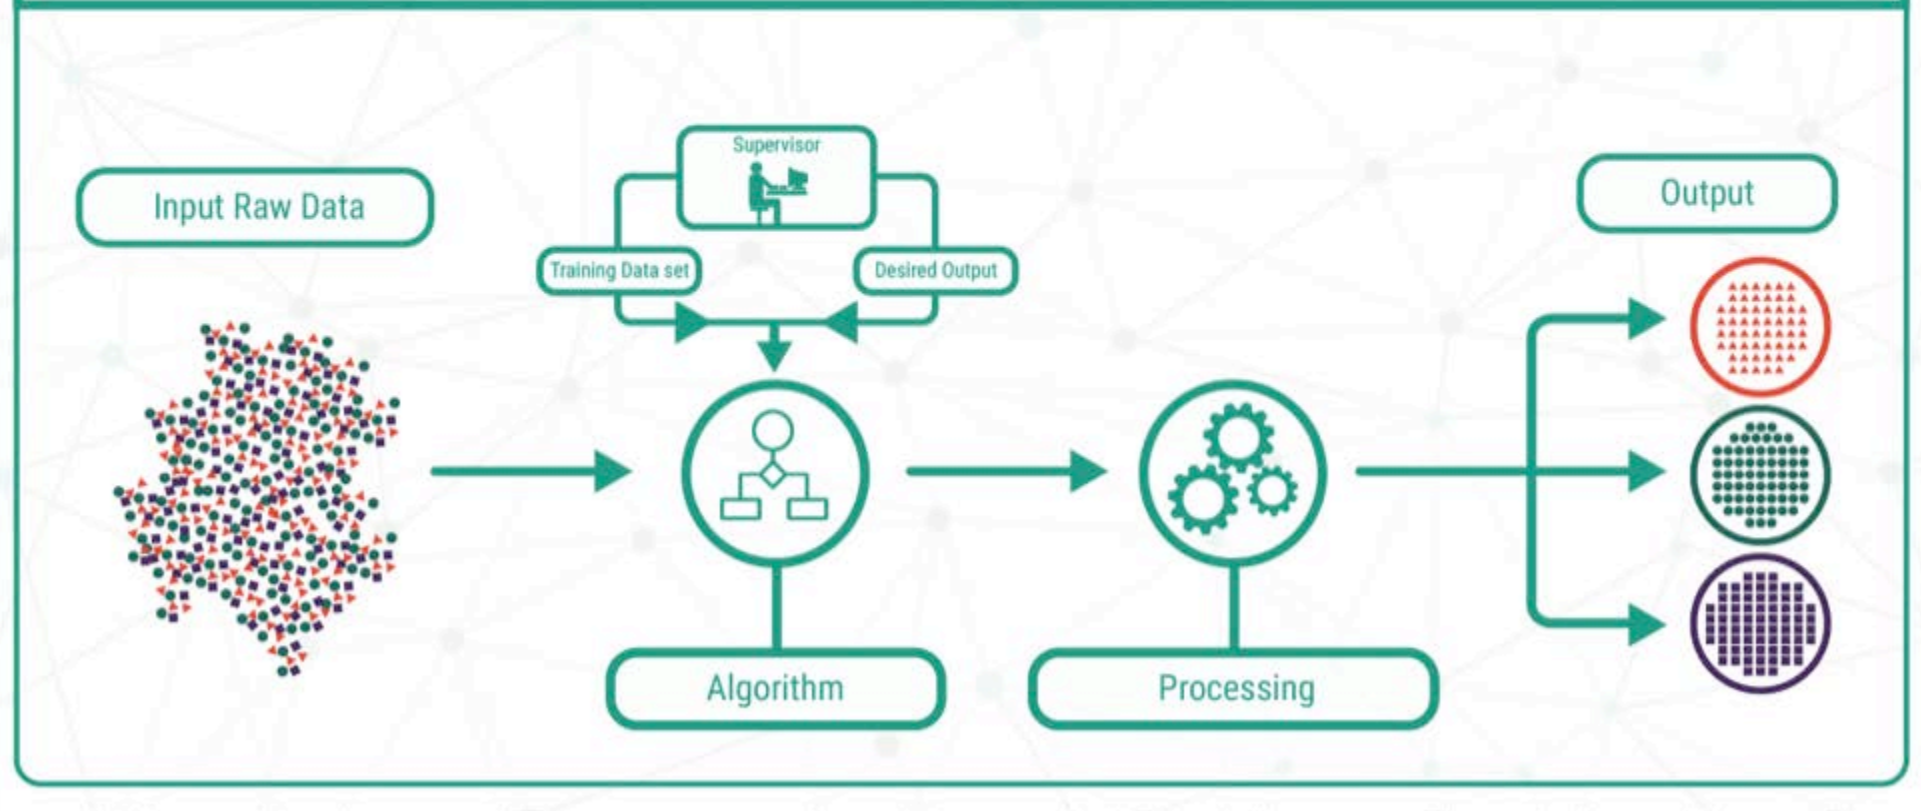 Supervisor
Input Raw Data
Output
Training Data set
Desired Output
Algorithm
Processing